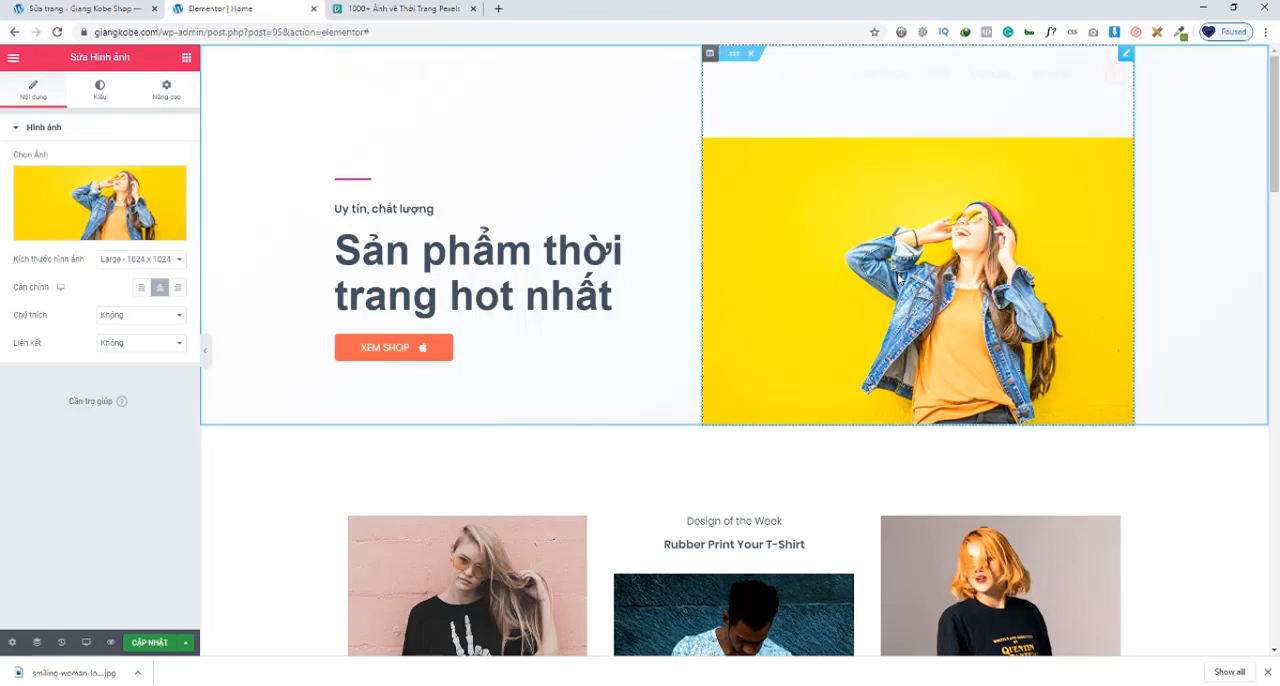 Sửa trang - Giang Kobe Shop —
Elementor | Home
1000+ Ảnh về Thời Trang Pexels
giangkobe.com/wp-admin/post.php?post=95&action=elementor#
IQ
f?
CSS
Paused
Sửa Hình ảnh
Nội dung
Kiểu
Nâng cao
Hình ảnh
Chọn Ảnh
Kích thước hình ảnh
Large - 1024 x 1024
Căn chỉnh
Chú thích
Không
Liên kết
Không
Cần trợ giúp
CẬP NHẬT
Uy tín, chất lượng
Sản phẩm thời
trang hot nhất
XEM SHOP
Design of the Week
Rubber Print Your T-Shirt
QUENTIN
smiling-woman-lo....jpg
Show all